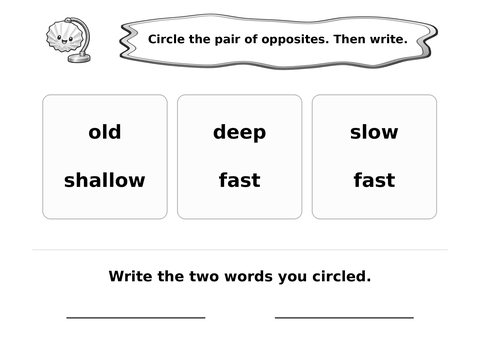 Circle the pair of opposites. Then write.
old
shallow
deep
fast
slow
fast
Write the two words you circled.